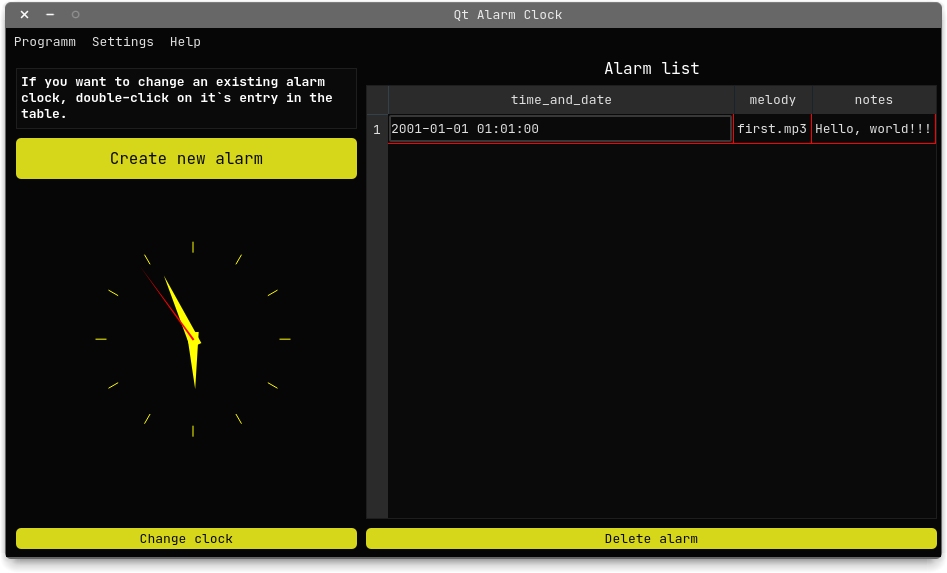 Qt Alarm Clock
Programm Settings Help
If you want to change an existing alarm
clock, double-click on it`s entry in the
table.
Create new alarm
Change clock
Alarm list
time_and_date melody notes
1 2001-01-01 01:01:00 first.mp3 Hello, world!!!
Delete alarm